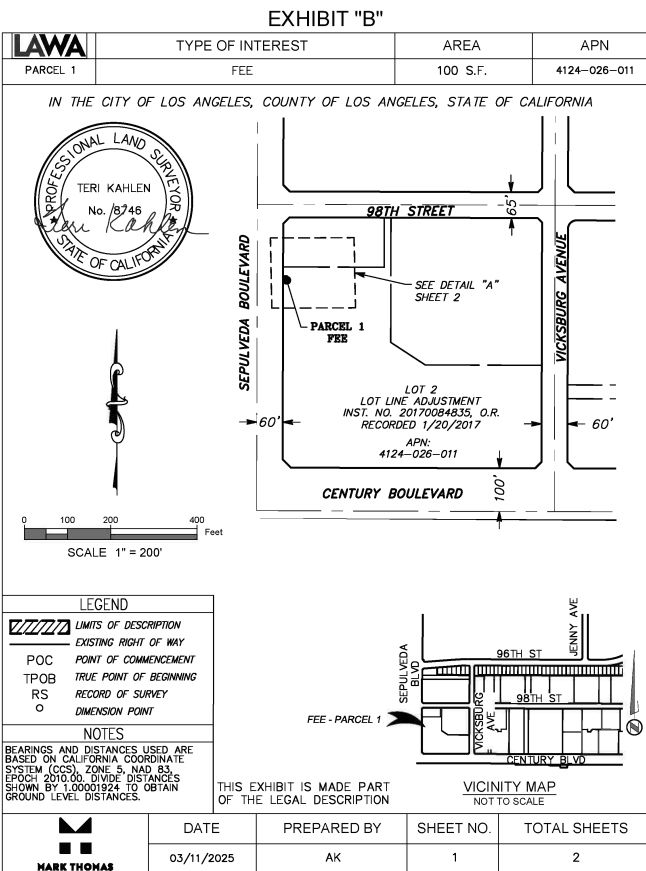 EXHIBIT "B"
LAWA
TYPE OF INTEREST
AREA
APN
PARCEL 1
FEE
100 S.F.
4124-026-011
IN THE CITY OF LOS ANGELES, COUNTY OF LOS ANGELES, STATE OF CALIFORNIA
PROFESSIONAL LAND SURVEYOR
TERI KAHLEN
No. 8746
Teri Kahlen
STATE OF CALIFORNIA
98TH STREET
65'
SEPULVEDA BOULEVARD
VICKSBURG AVENUE
SEE DETAIL "A"
SHEET 2
PARCEL 1
FEE
LOT 2
LOT LINE ADJUSTMENT
INST. NO. 20170084835, O.R.
RECORDED 1/20/2017
APN:
4124-026-011
60'
60'
CENTURY BOULEVARD
100'
0 100 200 400
Feet
SCALE 1" = 200'
LEGEND
LIMITS OF DESCRIPTION
EXISTING RIGHT OF WAY
POC POINT OF COMMENCEMENT
TPOB TRUE POINT OF BEGINNING
RS RECORD OF SURVEY
DIMENSION POINT
NOTES
BEARINGS AND DISTANCES USED ARE
BASED ON CALIFORNIA COORDINATE
SYSTEM (CCS), ZONE 5, NAD 83,
EPOCH 2010.00. DIVIDE DISTANCES
SHOWN BY 1.00001924 TO OBTAIN
GROUND LEVEL DISTANCES.
SEPULVEDA
BLVD
96TH ST
JENNY AVE
98TH ST
VICKSBURG
AVE
FEE - PARCEL 1
CENTURY BLVD
THIS EXHIBIT IS MADE PART
OF THE LEGAL DESCRIPTION
VICINITY MAP
NOT TO SCALE
MARK THOMAS
DATE
PREPARED BY
SHEET NO.
TOTAL SHEETS
03/11/2025
AK
1
2